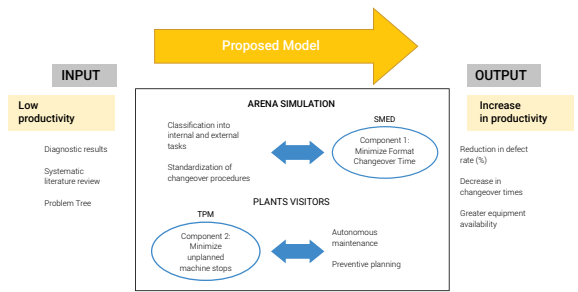 Proposed Model
INPUT
Low
productivity
Diagnostic results
Systematic
literature review
Problem Tree
ARENA SIMULATION
Classification into
internal and external
tasks
Standardization of
changeover procedures
SMED
Component 1:
Minimize Format
Changeover Time
PLANTS VISITORS
TPM
Component 2:
Minimize
unplanned
machine stops
Autonomous
maintenance
Preventive planning
OUTPUT
Increase
in productivity
Reduction in defect
rate (%)
Decrease in
changeover times
Greater equipment
availability